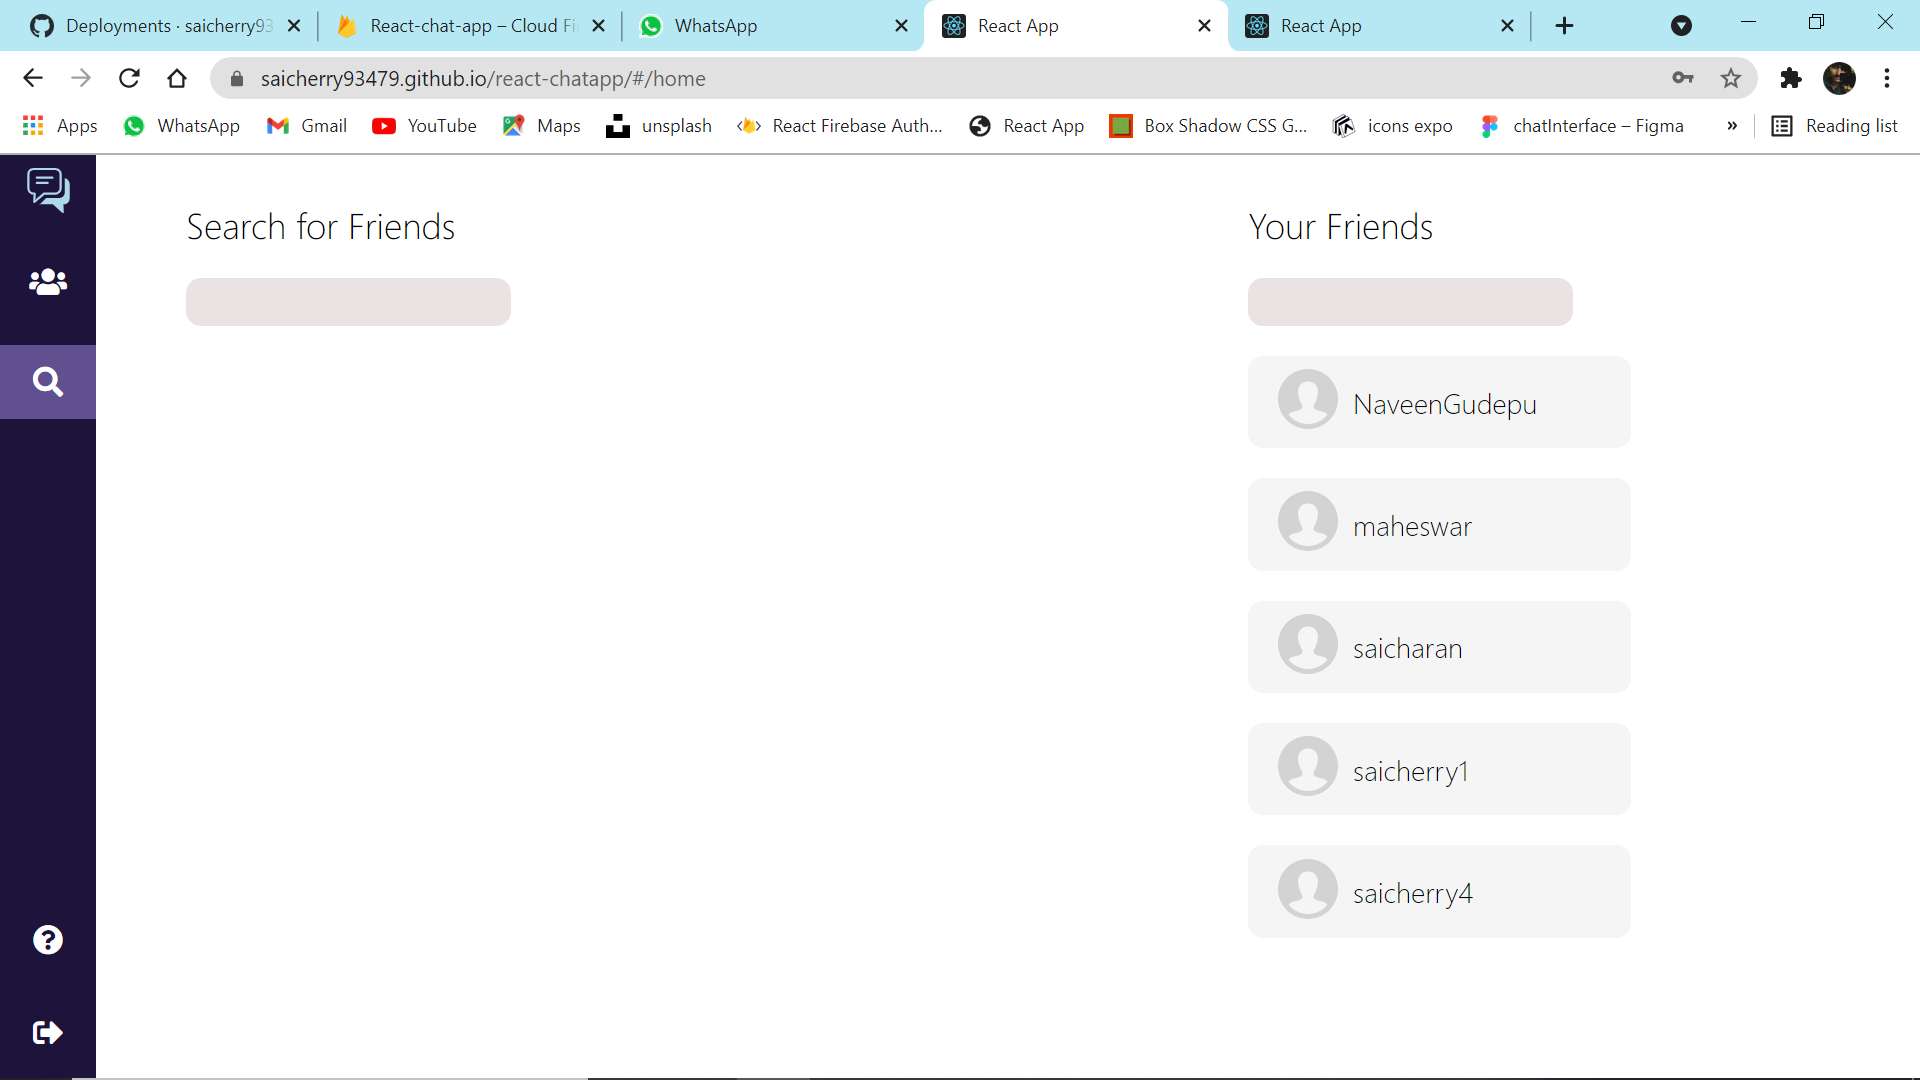 Deployments · saicherry93
React-chat-app – Cloud Fi
WhatsApp
React App
React App
saicherry93479.github.io/react-chatapp/#/home
Apps
WhatsApp
Gmail
YouTube
Maps
unsplash
React Firebase Auth...
React App
Box Shadow CSS G...
icons expo
chatInterface – Figma
»
Reading list
Search for Friends
Your Friends
NaveenGudepu
maheswar
saicharan
saicherry1
saicherry4